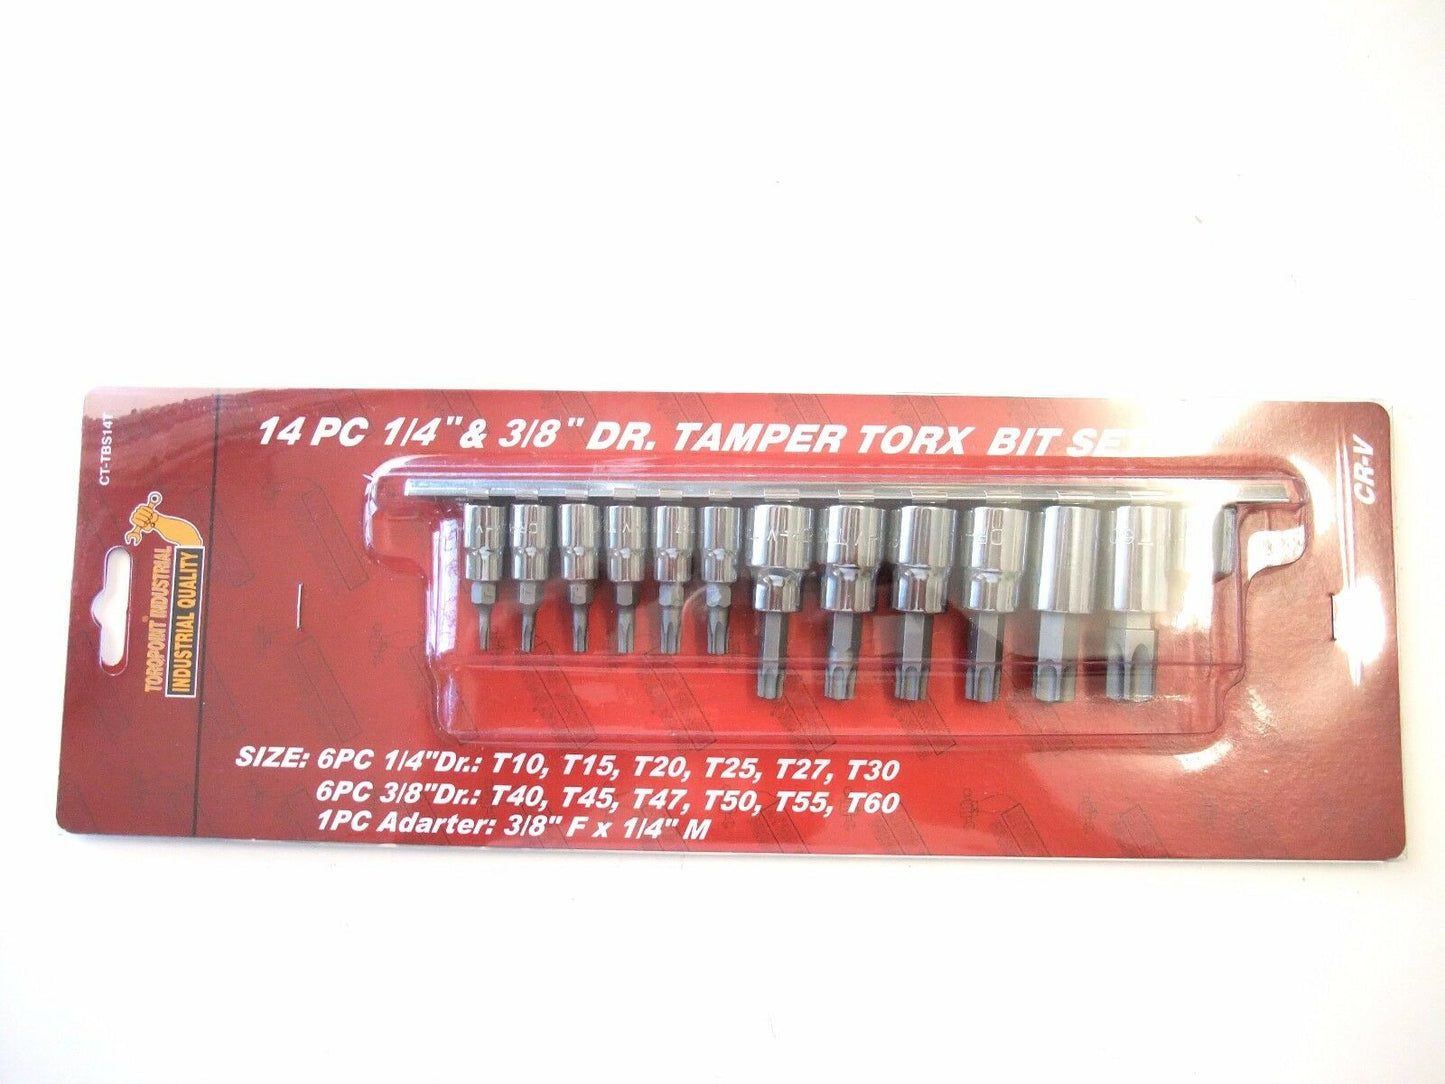 CT-TBS14T
TOROPOINT INDUSTRIAL
INDUSTRIAL QUALITY
14 PC 1/4" & 3/8" DR. TAMPER TORX BIT SET
CR-V
T60
SIZE: 6PC 1/4"Dr.: T10, T15, T20, T25, T27, T30
6PC 3/8"Dr.: T40, T45, T47, T50, T55, T60
1PC Adarter: 3/8" F x 1/4" M